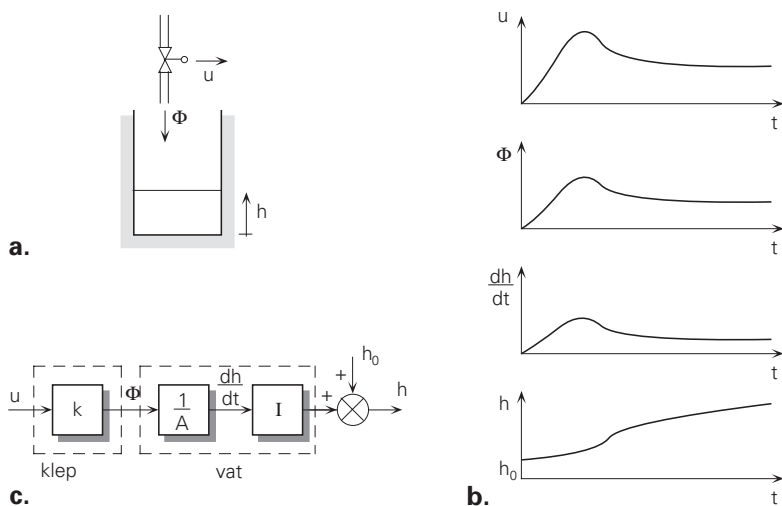 u
Φ
h
a.
u
k
Φ
1
A
dh
dt
I
+
+
h₀
h
klep
vat
c.
u
t
Φ
t
dh
dt
t
h
h₀
t
b.